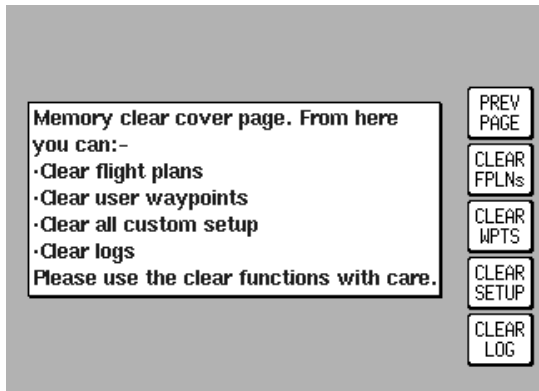 Memory clear cover page. From here
you can:-
·Clear flight plans
·Clear user waypoints
·Clear all custom setup
·Clear logs
Please use the clear functions with care.
PREV
PAGE
CLEAR
FPLNs
CLEAR
WPTS
CLEAR
SETUP
CLEAR
LOG